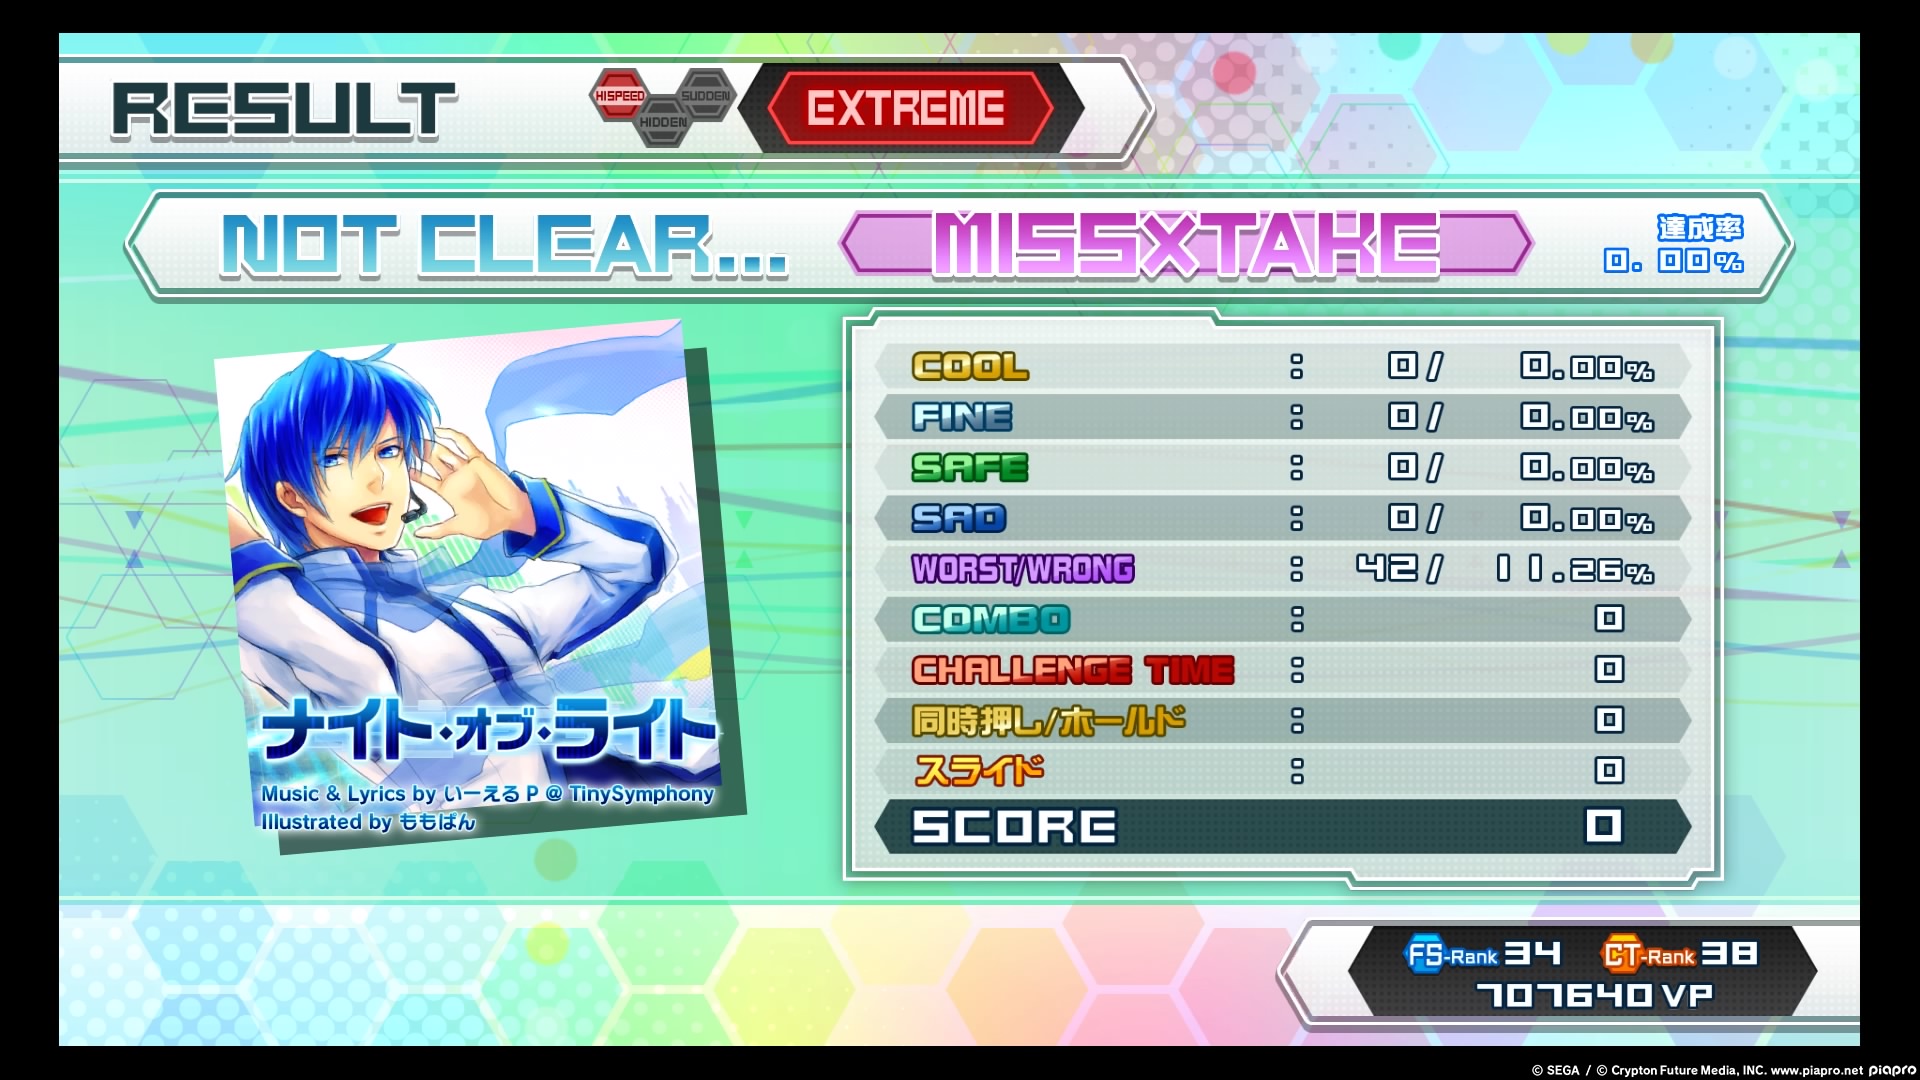 RESULT
HISPEED
HIDDEN
SUDDEN
EXTREME
NOT CLEAR...
MISS×TAKE
達成率
0.00%
COOL : 0/ 0.00%
FINE : 0/ 0.00%
SAFE : 0/ 0.00%
SAD : 0/ 0.00%
WORST/WRONG : 42/ 11.26%
COMBO : 0
CHALLENGE TIME : 0
同時押し/ホールド : 0
スライド : 0
SCORE 0
ナイト・オブ・ライト
Music & Lyrics by いーえるP @ TinySymphony
Illustrated by ももぱん
FS-Rank 34 CT-Rank 38
707640 VP
© SEGA / © Crypton Future Media, INC. www.piapro.net piapro